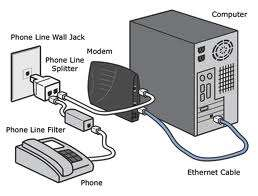 Computer
Phone Line Wall Jack
Modem
Phone Line
Splitter
Phone Line Filter
Ethernet Cable
Phone